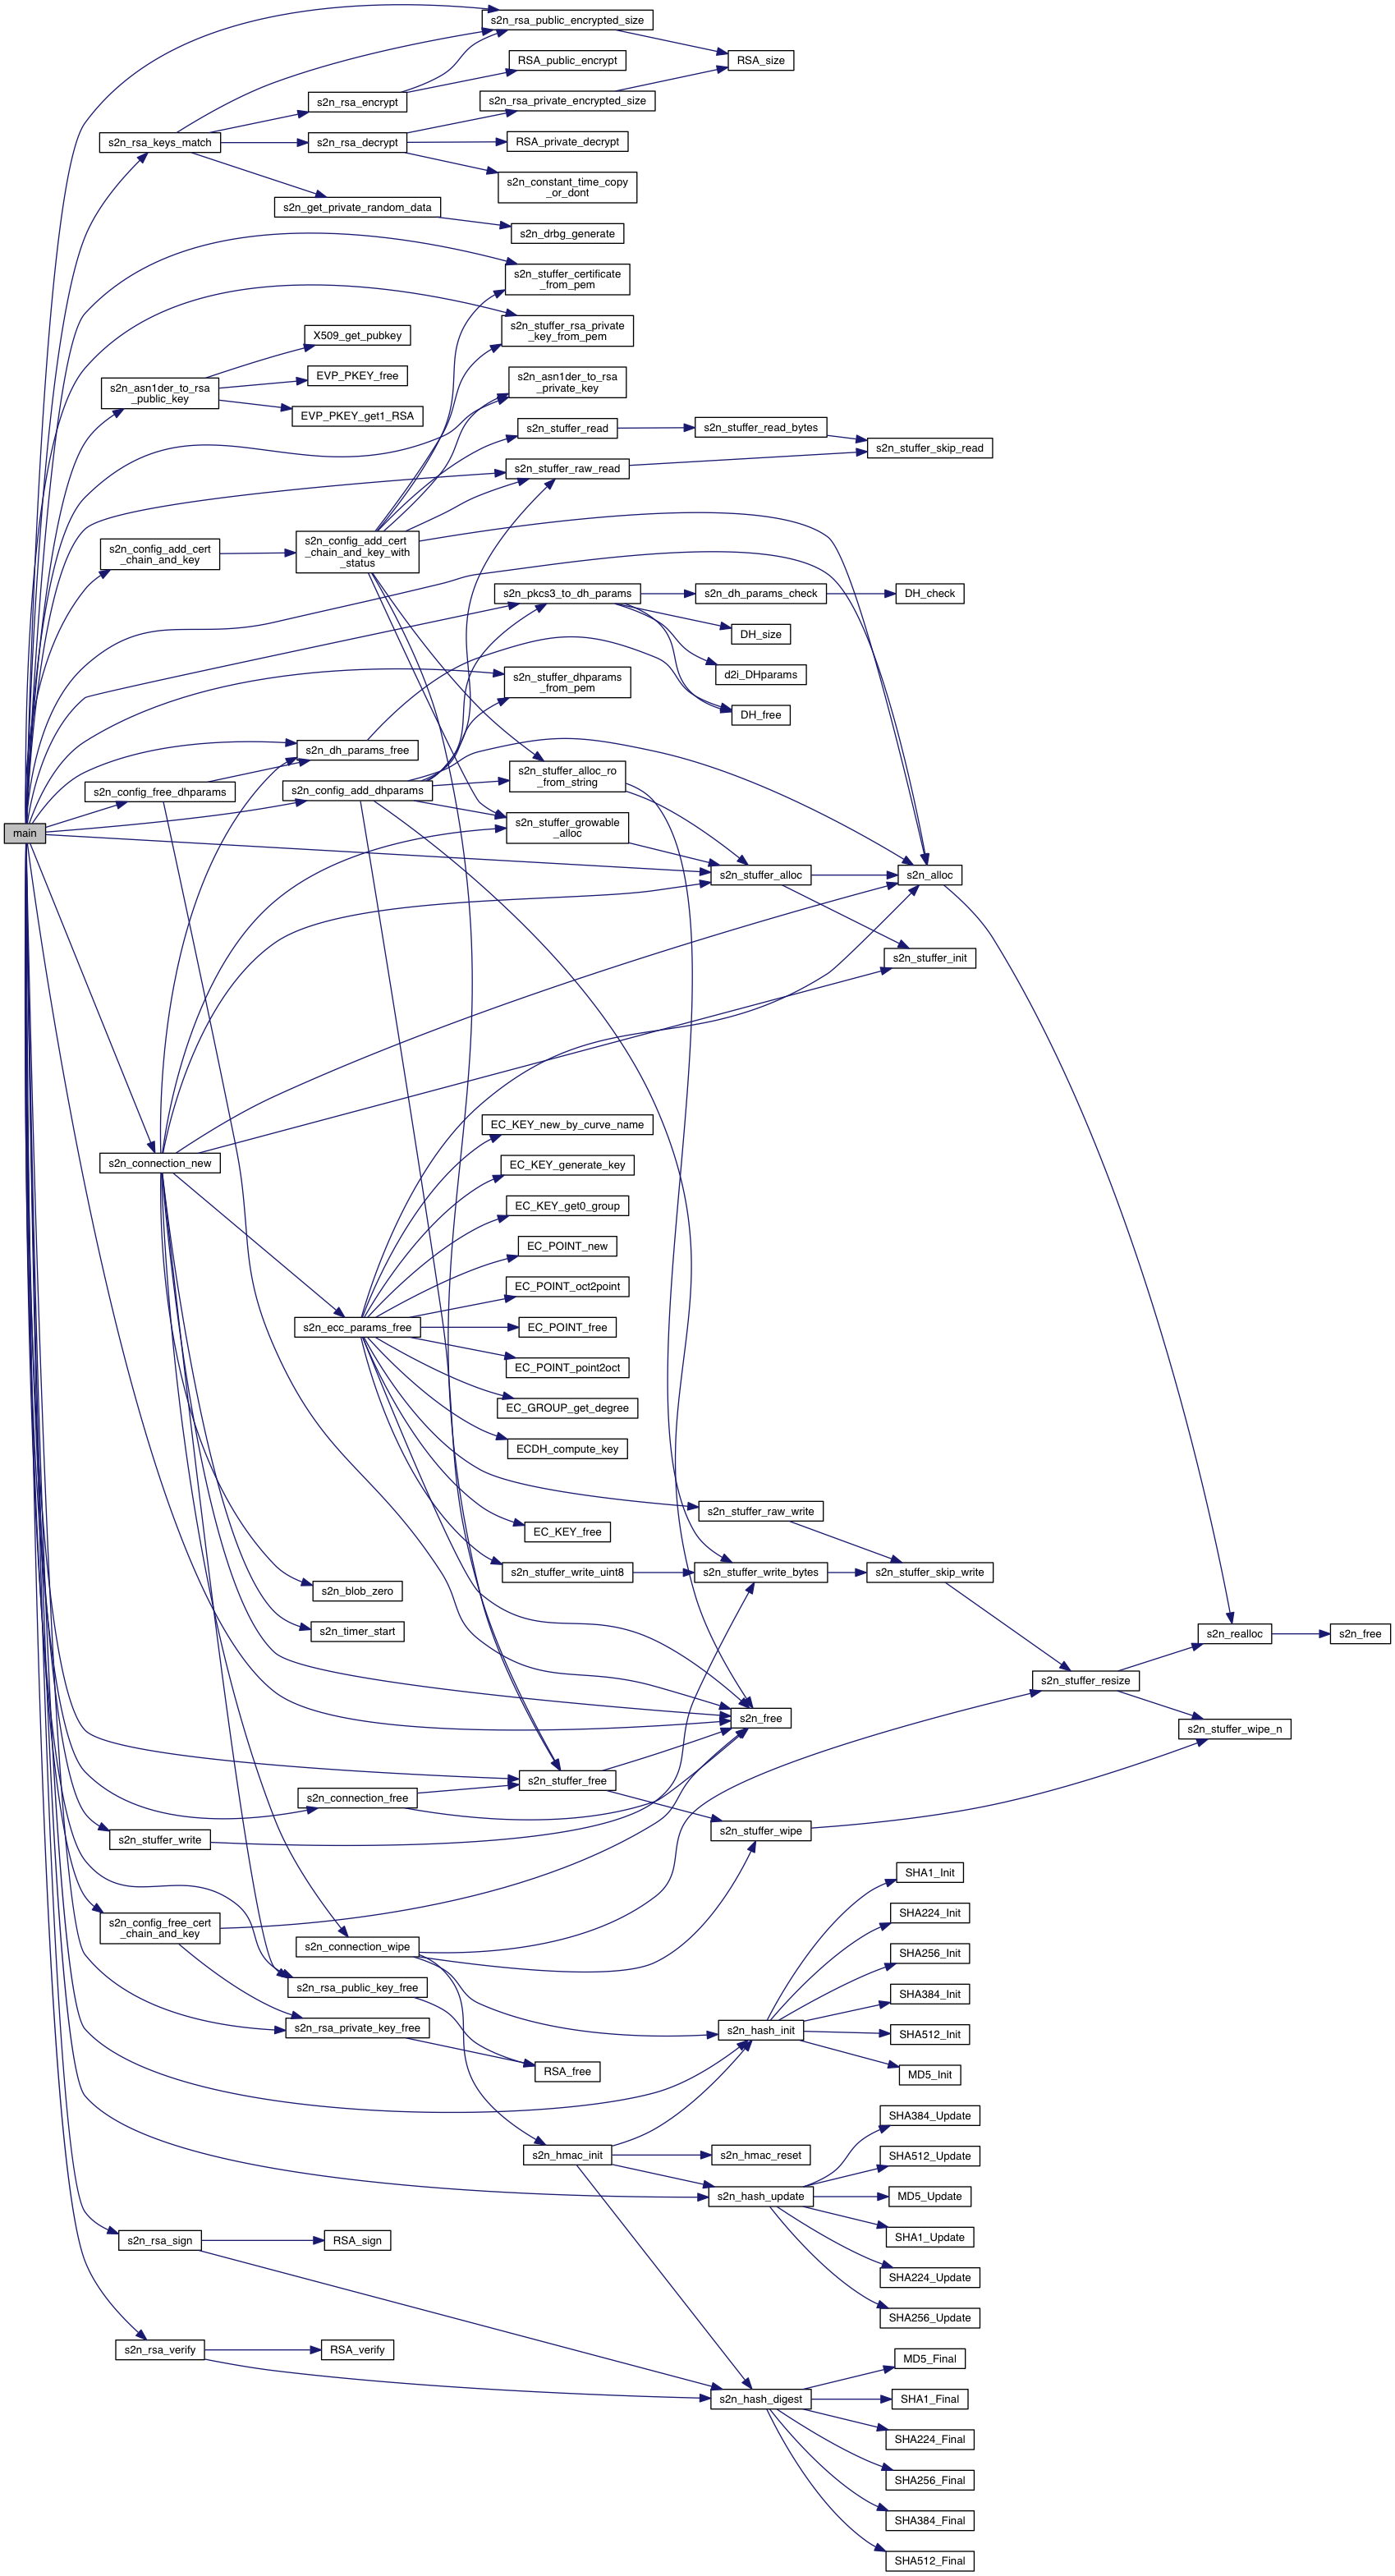 s2n_rsa_public_encrypted_size
RSA_public_encrypt
RSA_size
s2n_rsa_encrypt
s2n_rsa_private_encrypted_size
s2n_rsa_keys_match
s2n_rsa_decrypt
RSA_private_decrypt
s2n_constant_time_copy
_or_dont
s2n_get_private_random_data
s2n_drbg_generate
s2n_stuffer_certificate
_from_pem
s2n_stuffer_rsa_private
_key_from_pem
X509_get_pubkey
EVP_PKEY_free
s2n_asn1der_to_rsa
_private_key
s2n_asn1der_to_rsa
_public_key
EVP_PKEY_get1_RSA
s2n_stuffer_read
s2n_stuffer_read_bytes
s2n_stuffer_skip_read
s2n_stuffer_raw_read
s2n_config_add_cert
_chain_and_key
s2n_config_add_cert
_chain_and_key_with
_status
s2n_pkcs3_to_dh_params
s2n_dh_params_check
DH_check
DH_size
d2i_DHparams
s2n_stuffer_dhparams
_from_pem
DH_free
s2n_dh_params_free
s2n_config_free_dhparams
s2n_config_add_dhparams
s2n_stuffer_alloc_ro
_from_string
main
s2n_stuffer_growable
_alloc
s2n_stuffer_alloc
s2n_alloc
s2n_stuffer_init
EC_KEY_new_by_curve_name
s2n_connection_new
EC_KEY_generate_key
EC_KEY_get0_group
EC_POINT_new
EC_POINT_oct2point
s2n_ecc_params_free
EC_POINT_free
EC_POINT_point2oct
EC_GROUP_get_degree
ECDH_compute_key
s2n_stuffer_raw_write
EC_KEY_free
s2n_stuffer_write_uint8
s2n_stuffer_write_bytes
s2n_stuffer_skip_write
s2n_blob_zero
s2n_timer_start
s2n_realloc
s2n_free
s2n_stuffer_resize
s2n_free
s2n_stuffer_wipe_n
s2n_stuffer_free
s2n_connection_free
s2n_stuffer_write
s2n_stuffer_wipe
SHA1_Init
SHA224_Init
s2n_config_free_cert
_chain_and_key
s2n_connection_wipe
SHA256_Init
s2n_rsa_public_key_free
SHA384_Init
s2n_rsa_private_key_free
s2n_hash_init
SHA512_Init
RSA_free
MD5_Init
SHA384_Update
s2n_hmac_init
s2n_hmac_reset
SHA512_Update
s2n_hash_update
MD5_Update
SHA1_Update
s2n_rsa_sign
RSA_sign
SHA224_Update
SHA256_Update
s2n_rsa_verify
RSA_verify
MD5_Final
s2n_hash_digest
SHA1_Final
SHA224_Final
SHA256_Final
SHA384_Final
SHA512_Final